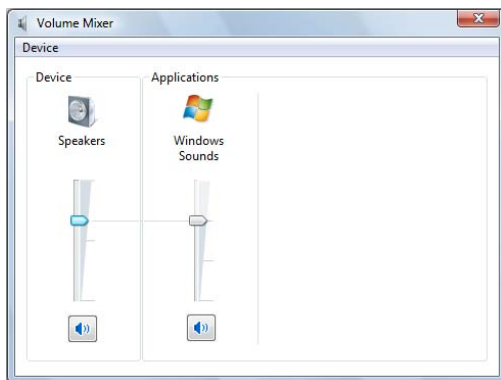 Volume Mixer
Device
Device
Applications
Speakers
Windows
Sounds